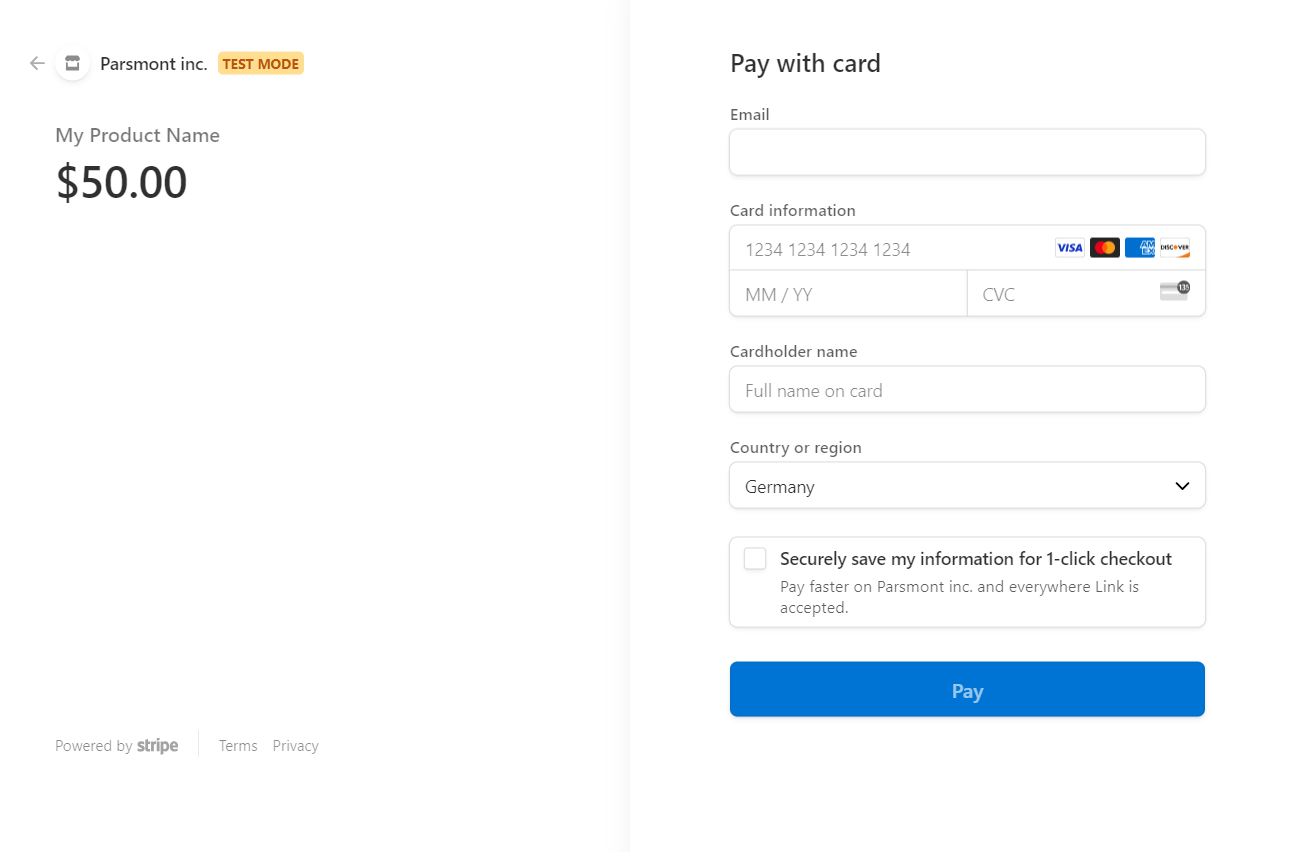 Parsmont inc. TEST MODE
My Product Name
$50.00
Powered by stripe
Terms Privacy
Pay with card
Email
Card information
1234 1234 1234 1234 VISA AMEX DISCOVER
MM / YY CVC 135
Cardholder name
Full name on card
Country or region
Germany
Securely save my information for 1-click checkout
Pay faster on Parsmont inc. and everywhere Link is
accepted.
Pay